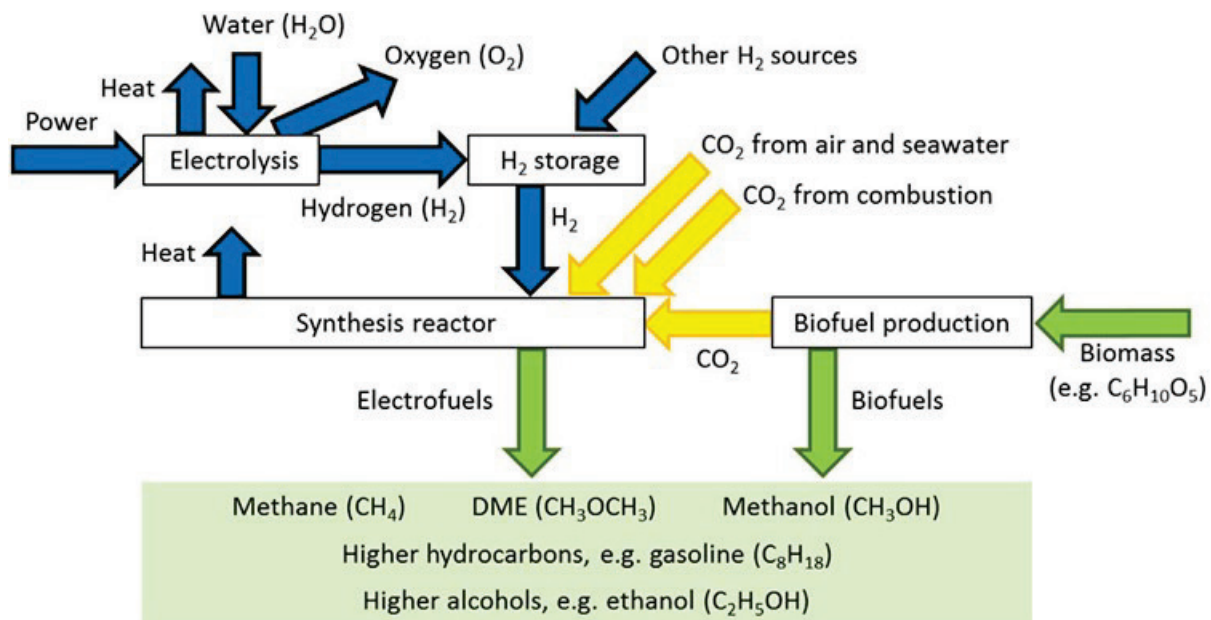 Water (H₂O)
Oxygen (O₂)
Other H₂ sources
Heat
Power
Electrolysis
H₂ storage
CO₂ from air and seawater
Hydrogen (H₂)
H₂
CO₂ from combustion
Heat
Synthesis reactor
Biofuel production
CO₂
Biomass
(e.g. C₆H₁₀O₅)
Electrofuels
Biofuels
Methane (CH₄)
DME (CH₃OCH₃)
Methanol (CH₃OH)
Higher hydrocarbons, e.g. gasoline (C₈H₁₈)
Higher alcohols, e.g. ethanol (C₂H₅OH)